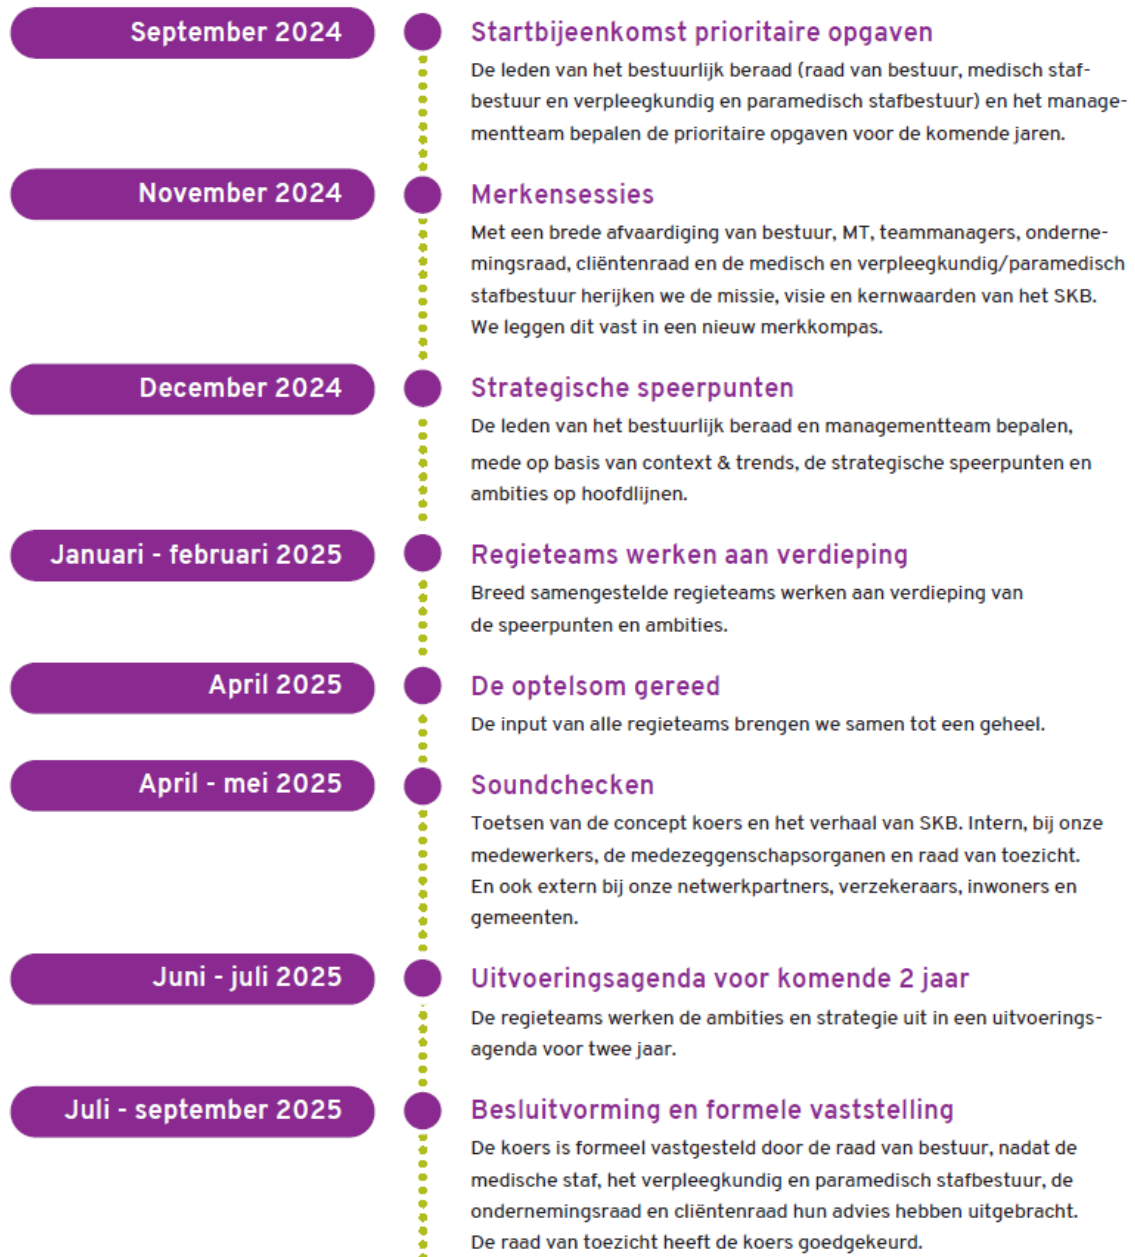 September 2024
Startbijeenkomst prioritaire opgaven
De leden van het bestuurlijk beraad (raad van bestuur, medisch staf-
bestuur en verpleegkundig en paramedisch stafbestuur) en het manage-
mentteam bepalen de prioritaire opgaven voor de komende jaren.
November 2024
Merkensessies
Met een brede afvaardiging van bestuur, MT, teammanagers, onderne-
mingsraad, cliëntenraad en de medisch en verpleegkundig/paramedisch
stafbestuur herijken we de missie, visie en kernwaarden van het SKB.
We leggen dit vast in een nieuw merkkompas.
December 2024
Strategische speerpunten
De leden van het bestuurlijk beraad en managementteam bepalen,
mede op basis van context & trends, de strategische speerpunten en
ambities op hoofdlijnen.
Januari - februari 2025
Regieteams werken aan verdieping
Breed samengestelde regieteams werken aan verdieping van
de speerpunten en ambities.
April 2025
De optelsom gereed
De input van alle regieteams brengen we samen tot een geheel.
April - mei 2025
Soundchecken
Toetsen van de concept koers en het verhaal van SKB. Intern, bij onze
medewerkers, de medezeggenschapsorganen en raad van toezicht.
En ook extern bij onze netwerkpartners, verzekeraars, inwoners en
gemeenten.
Juni - juli 2025
Uitvoeringsagenda voor komende 2 jaar
De regieteams werken de ambities en strategie uit in een uitvoerings-
agenda voor twee jaar.
Juli - september 2025
Besluitvorming en formele vaststelling
De koers is formeel vastgesteld door de raad van bestuur, nadat de
medische staf, het verpleegkundig en paramedisch stafbestuur, de
ondernemingsraad en cliëntenraad hun advies hebben uitgebracht.
De raad van toezicht heeft de koers goedgekeurd.